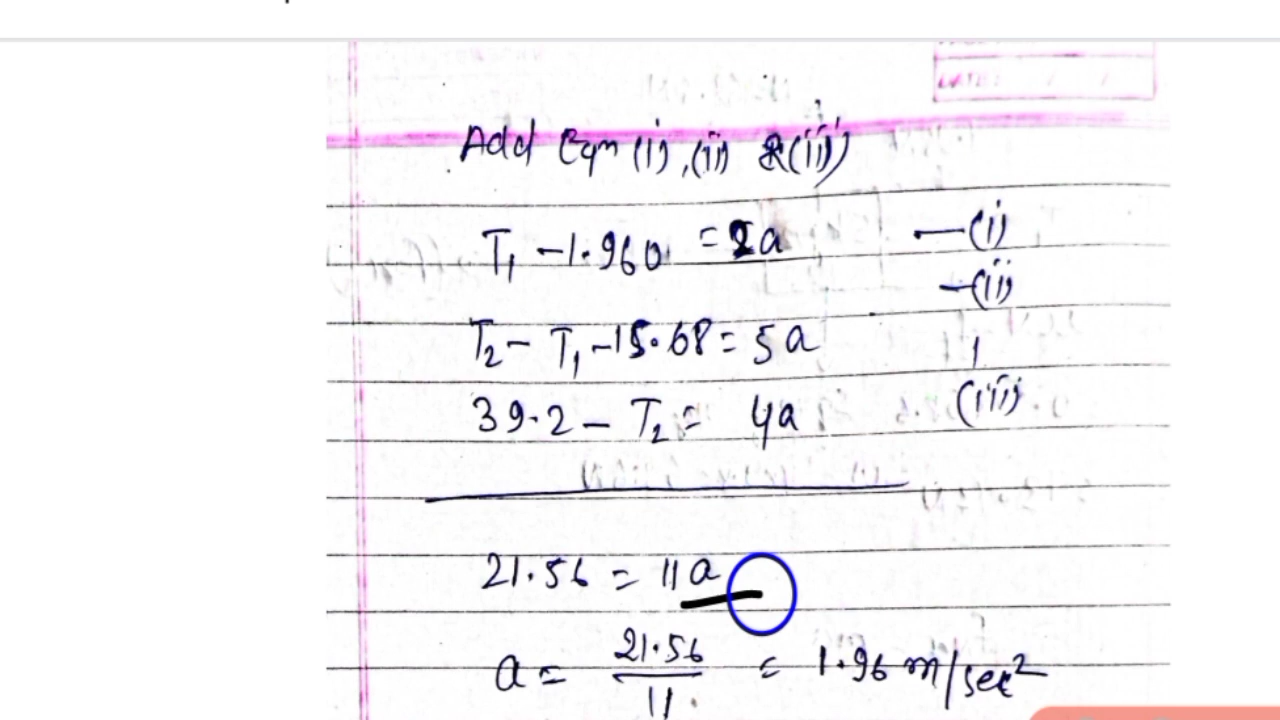 Add Eqn (i), (ii) & (iii)
T₁ - 1.960 = 2a —(i)
—(ii)
T₂ - T₁ - 15.68 = 5a
39.2 - T₂ = 4a (iii)
21.56 = 11a
a = 21.56/11 = 1.96 m/sec²